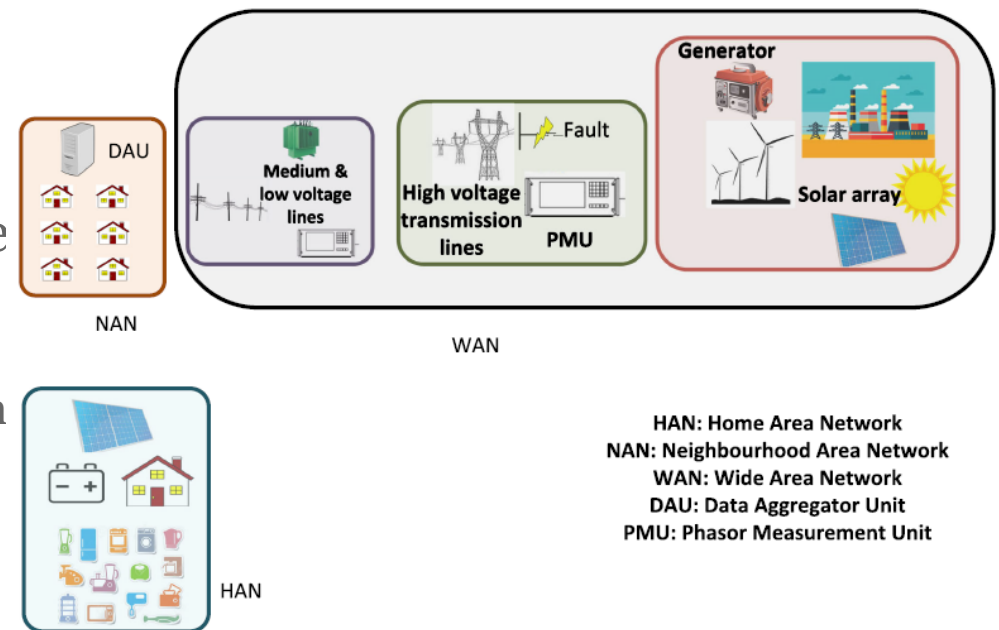 Generator
Fault
DAU
Medium &
low voltage
lines
High voltage
transmission
lines
PMU
Solar array
e
NAN
WAN
n
HAN: Home Area Network
NAN: Neighbourhood Area Network
WAN: Wide Area Network
DAU: Data Aggregator Unit
PMU: Phasor Measurement Unit
HAN